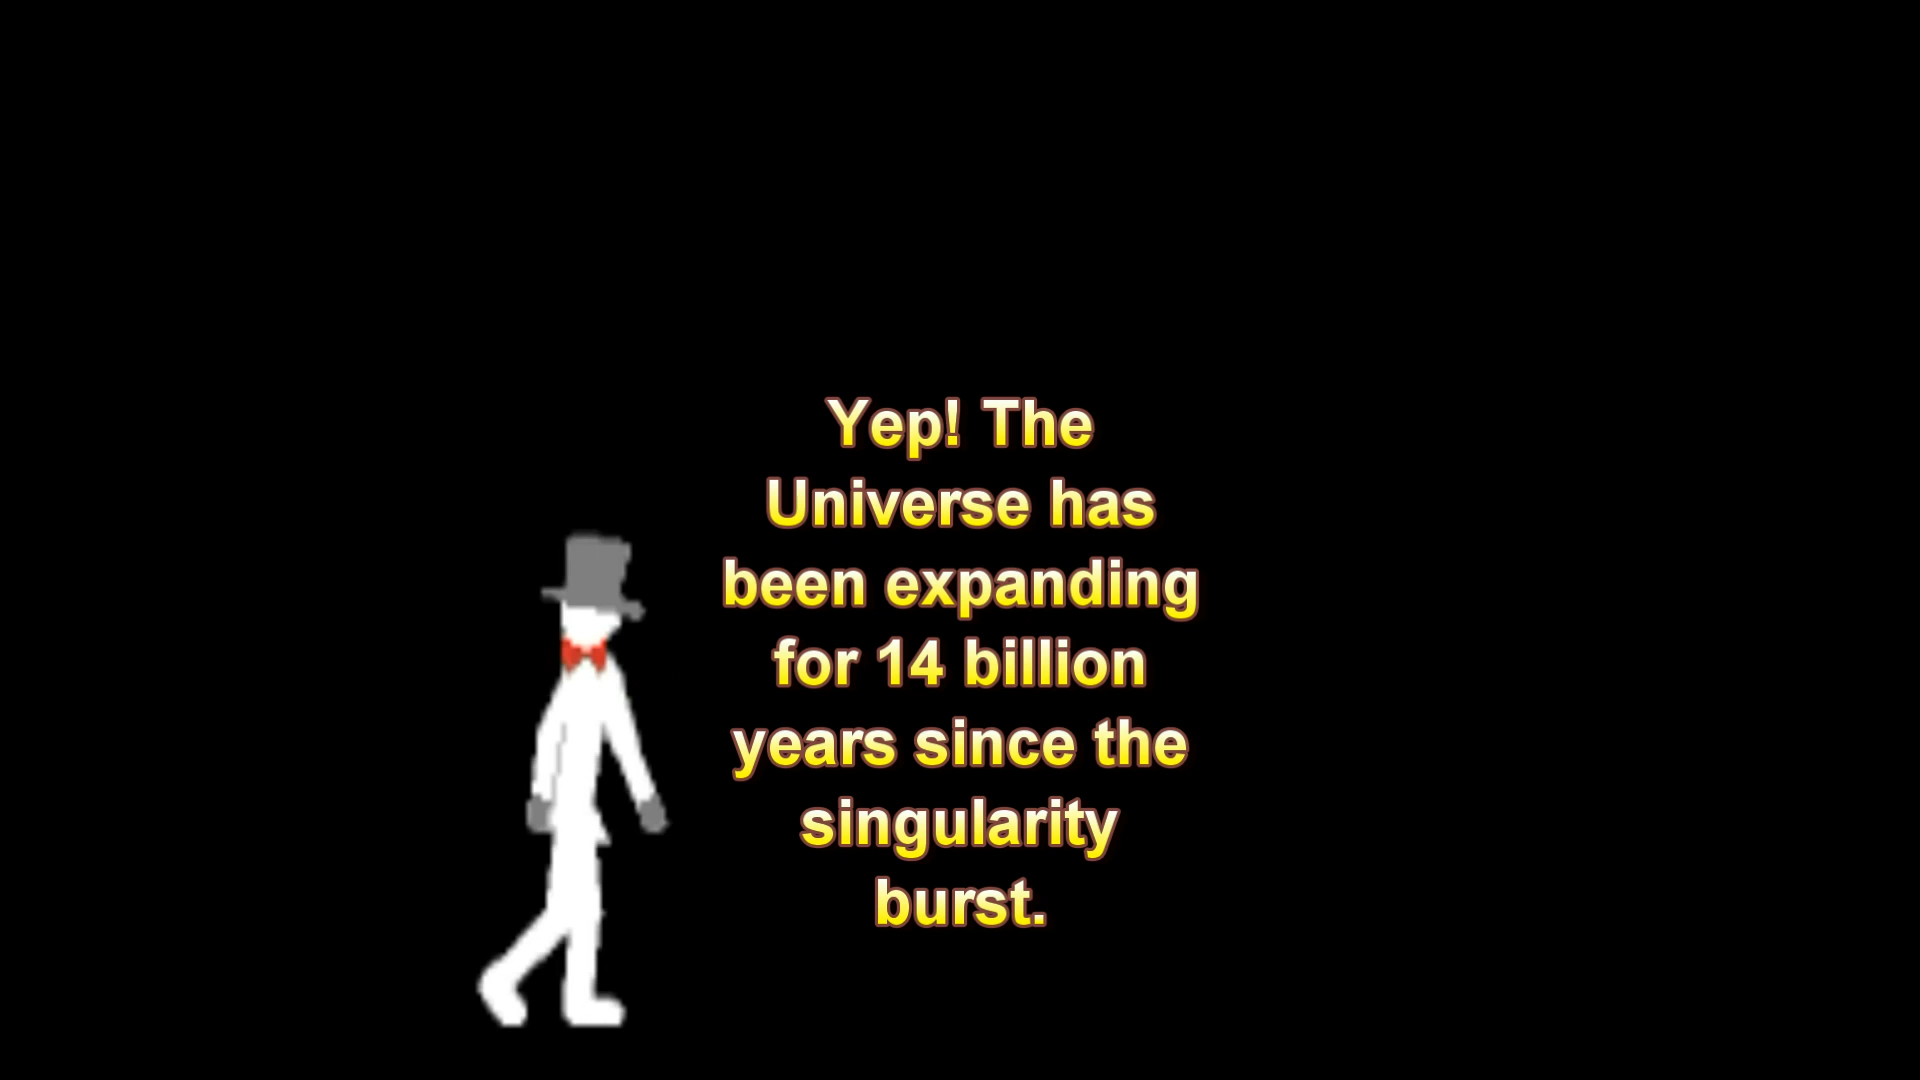 Yep! The
Universe has
been expanding
for 14 billion
years since the
singularity
burst.